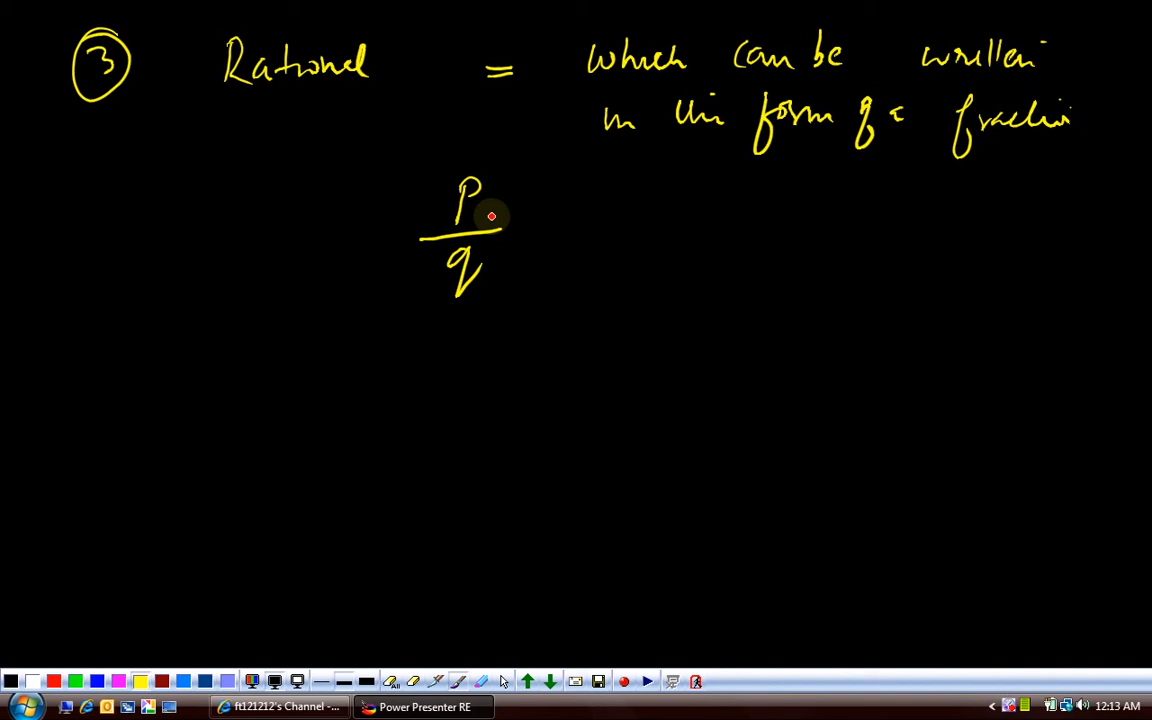 ③ Rational = which can be written
in the form of a fraction
P
q
ft121212's Channel -... Power Presenter RE 12:13 AM